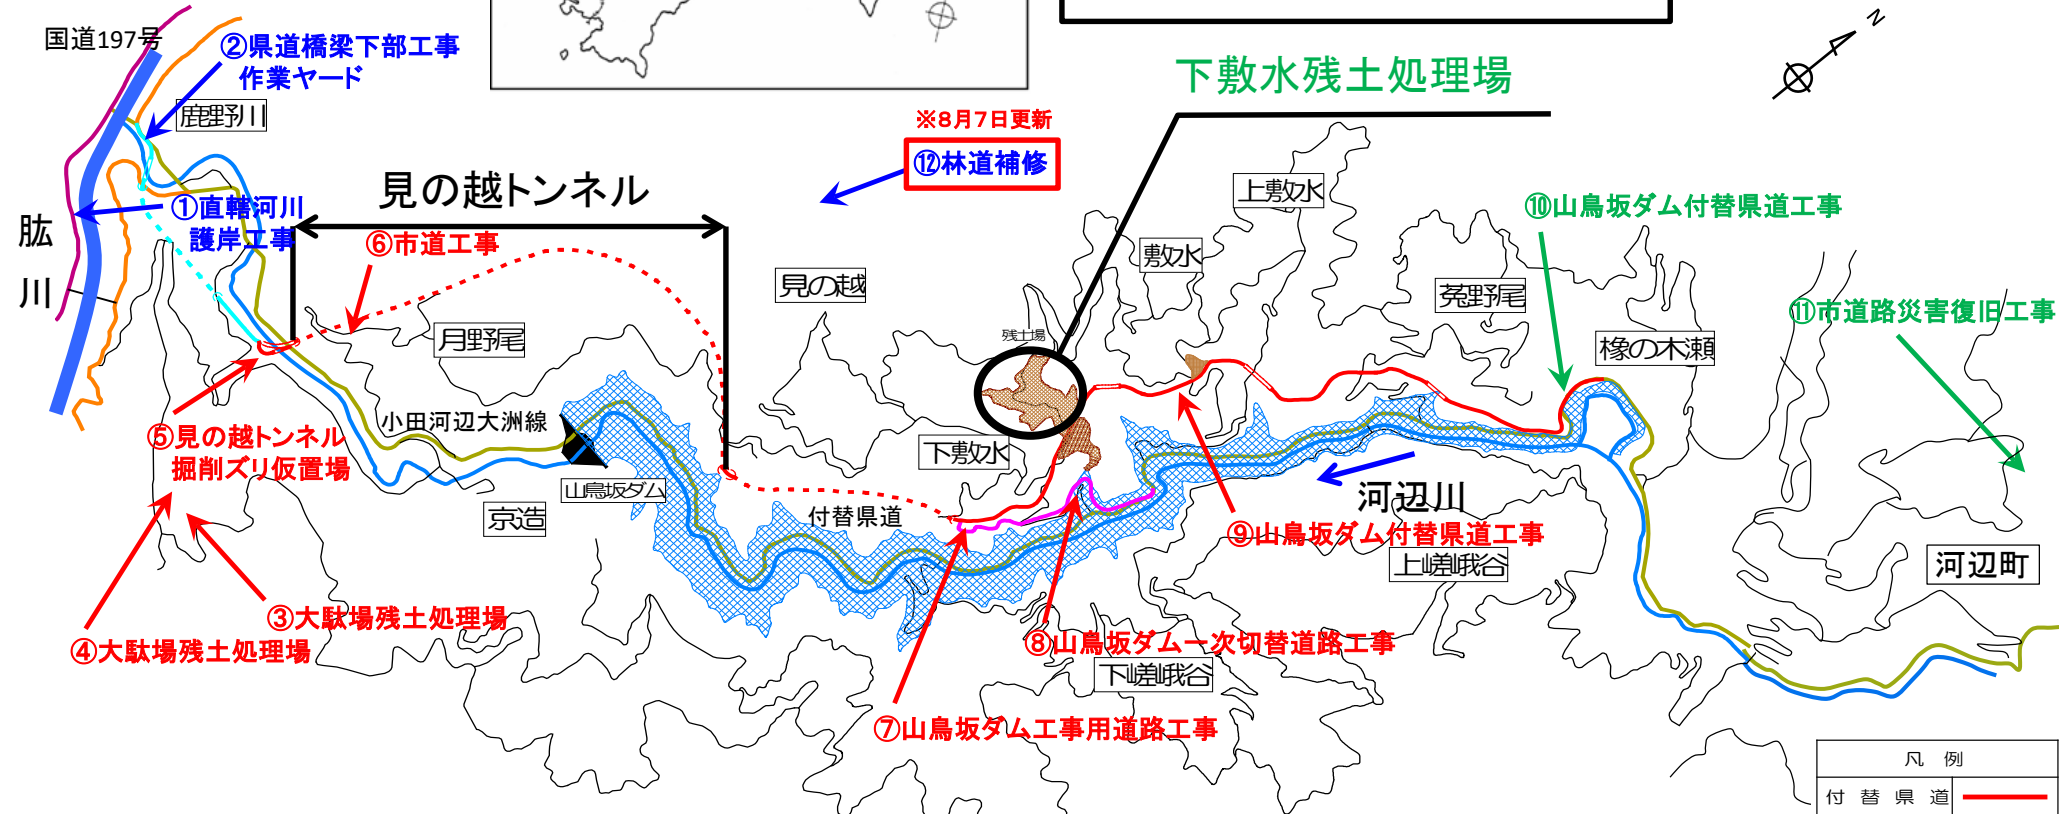 国道197号
②県道橋梁下部工事
作業ヤード
鹿野川
①直轄河川
護岸工事
肱川
見の越トンネル
⑥市道工事
※8月7日更新
⑫林道補修
下敷水残土処理場
N
上敷水
敷水
見の越
⑩山鳥坂ダム付替県道工事
菟野尾
⑪市道路災害復旧工事
橡の木瀬
月野尾
残土場
小田河辺大洲線
⑤見の越トンネル
掘削ズリ仮置場
下敷水
山鳥坂ダム
京造
付替県道
河辺川
⑨山鳥坂ダム付替県道工事
上嵯峨谷
河辺町
③大駄場残土処理場
④大駄場残土処理場
⑧山鳥坂ダム一次切替道路工事
下嵯峨谷
⑦山鳥坂ダム工事用道路工事
凡例
付替県道